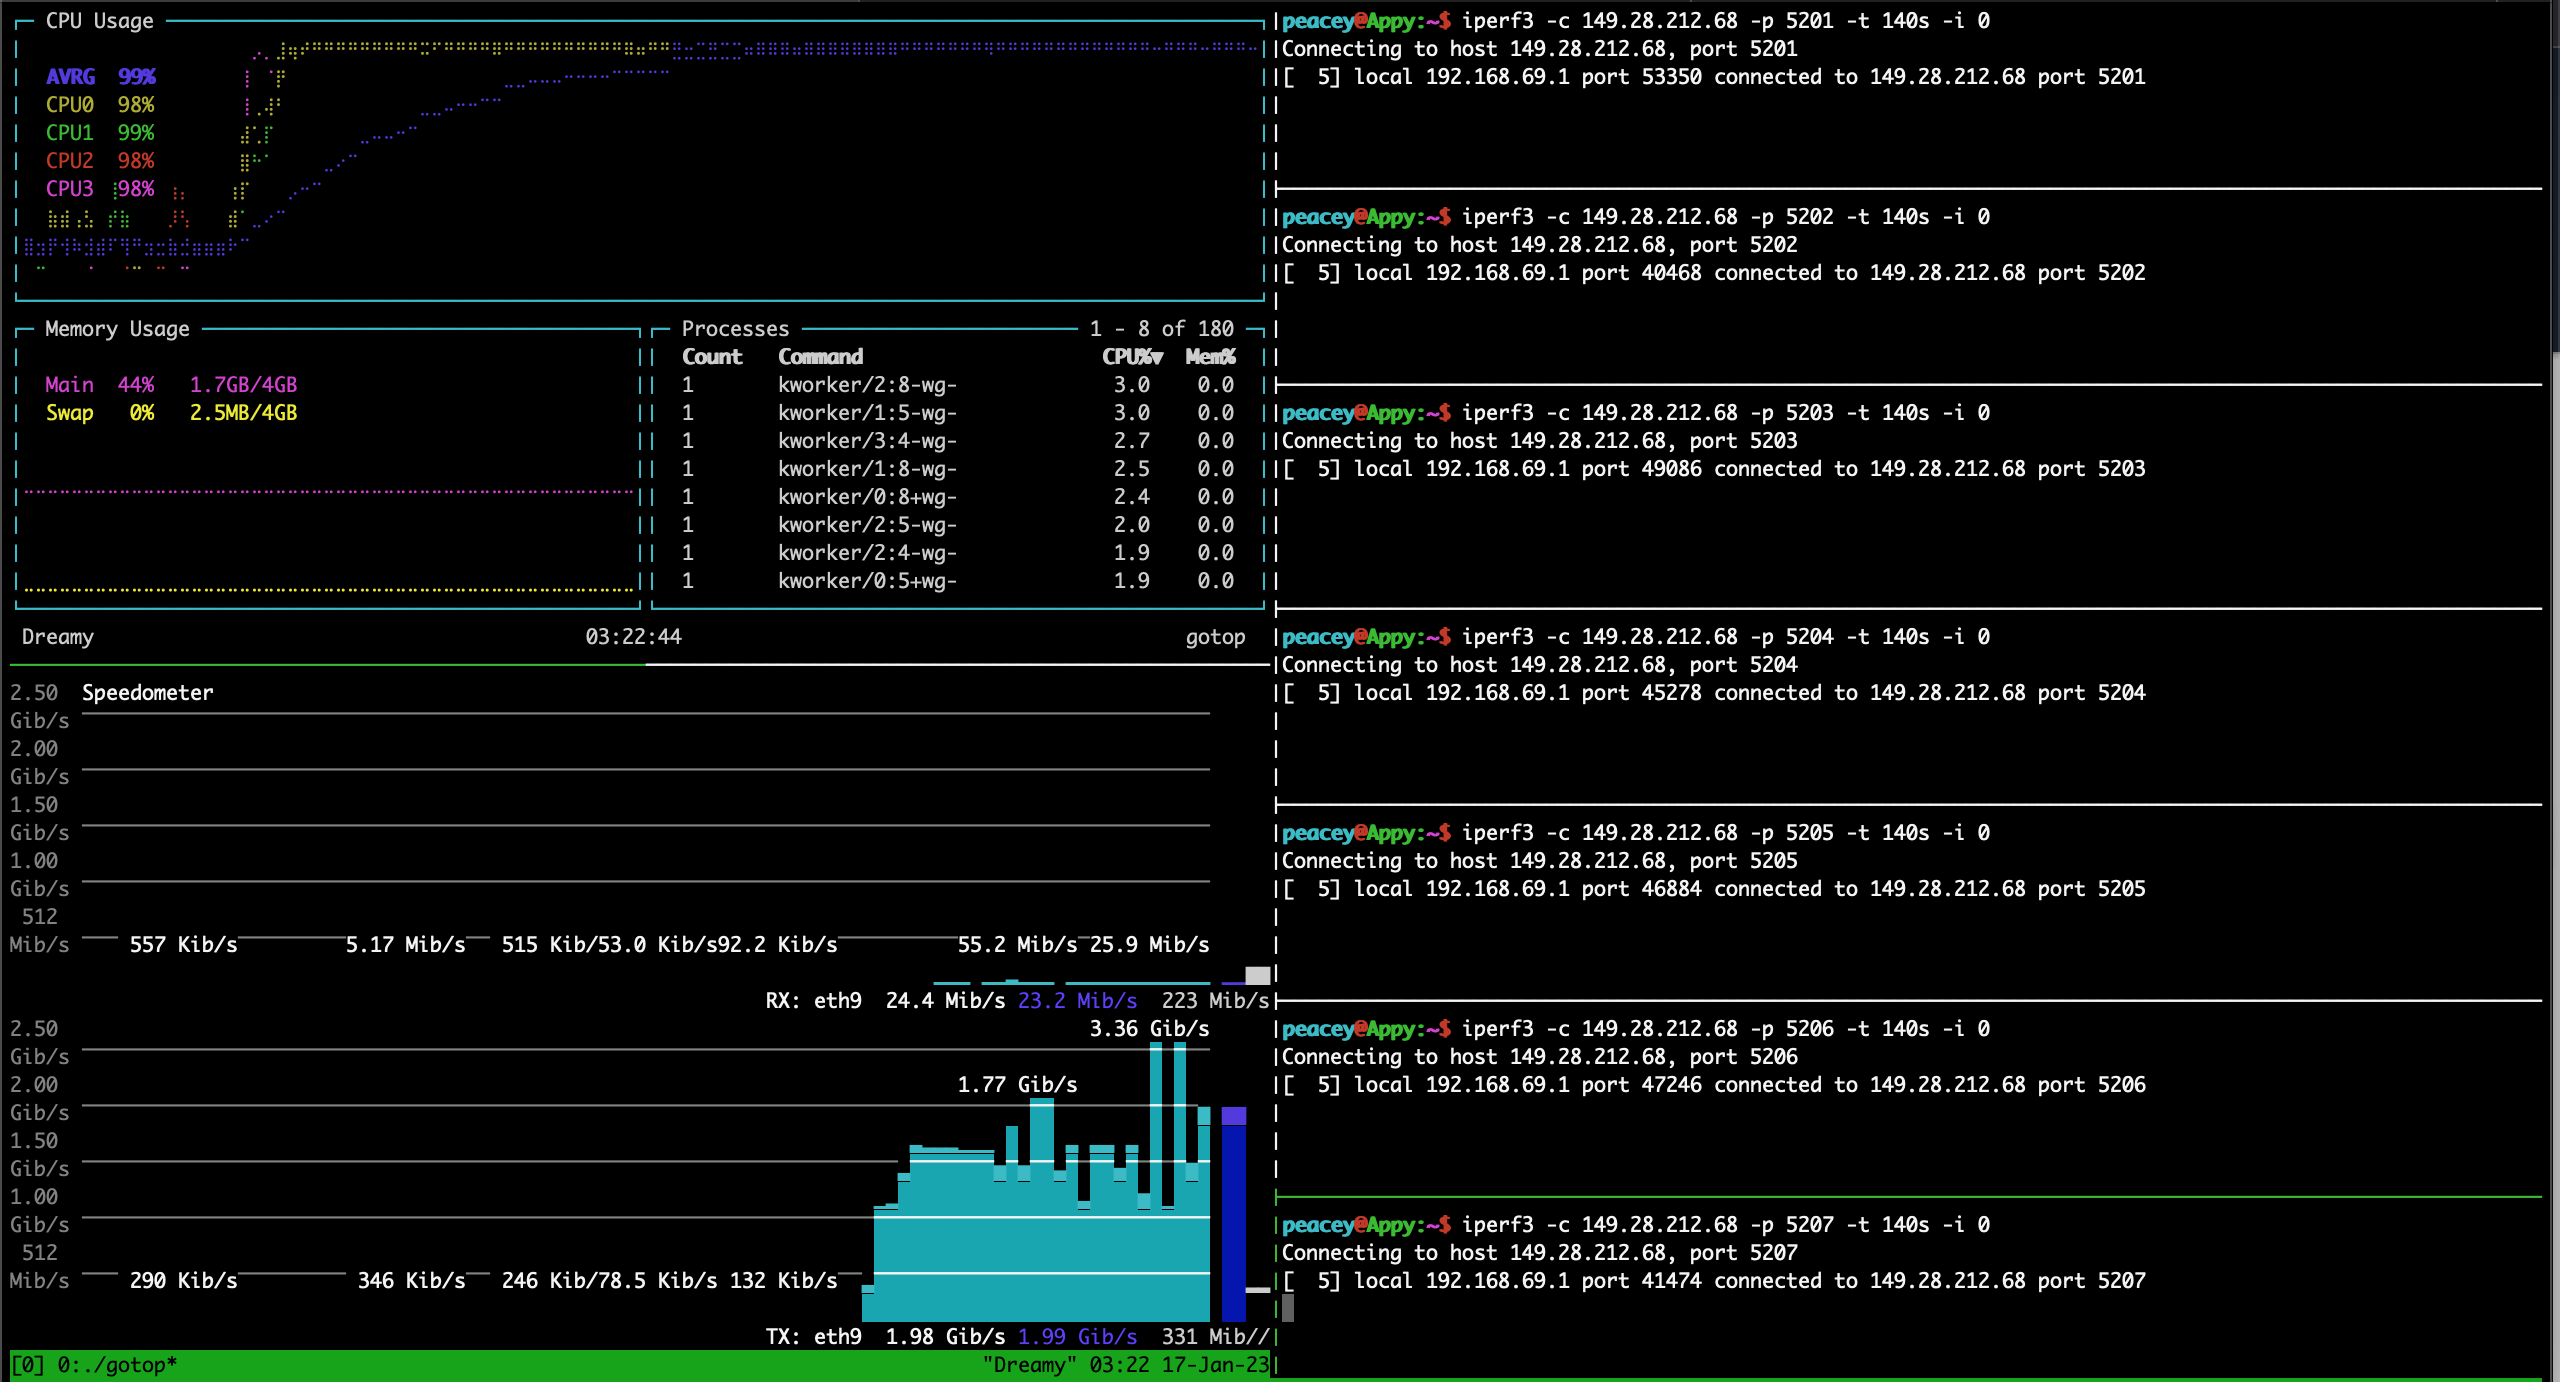 CPU Usage
AVRG 99%
CPU0 98%
CPU1 99%
CPU2 98%
CPU3 98%
Memory Usage
Main 44% 1.7GB/4GB
Swap 0% 2.5MB/4GB
Processes 1 - 8 of 180
Count Command CPU%▼ Mem%
1 kworker/2:8-wg- 3.0 0.0
1 kworker/1:5-wg- 3.0 0.0
1 kworker/3:4-wg- 2.7 0.0
1 kworker/1:8-wg- 2.5 0.0
1 kworker/0:8+wg- 2.4 0.0
1 kworker/2:5-wg- 2.0 0.0
1 kworker/2:4-wg- 1.9 0.0
1 kworker/0:5+wg- 1.9 0.0
Dreamy 03:22:44 gotop
2.50 Speedometer
Gib/s
2.00
Gib/s
1.50
Gib/s
1.00
Gib/s
512
Mib/s 557 Kib/s 5.17 Mib/s 515 Kib/53.0 Kib/s92.2 Kib/s 55.2 Mib/s 25.9 Mib/s
RX: eth9 24.4 Mib/s 23.2 Mib/s 223 Mib/s
2.50 3.36 Gib/s
Gib/s
2.00 1.77 Gib/s
Gib/s
1.50
Gib/s
1.00
Gib/s
512
Mib/s 290 Kib/s 346 Kib/s 246 Kib/78.5 Kib/s 132 Kib/s
TX: eth9 1.98 Gib/s 1.99 Gib/s 331 Mib//
[0] 0:./gotop* "Dreamy" 03:22 17-Jan-23
peacey@Appy:~$ iperf3 -c 149.28.212.68 -p 5201 -t 140s -i 0
Connecting to host 149.28.212.68, port 5201
[  5] local 192.168.69.1 port 53350 connected to 149.28.212.68 port 5201
peacey@Appy:~$ iperf3 -c 149.28.212.68 -p 5202 -t 140s -i 0
Connecting to host 149.28.212.68, port 5202
[  5] local 192.168.69.1 port 40468 connected to 149.28.212.68 port 5202
peacey@Appy:~$ iperf3 -c 149.28.212.68 -p 5203 -t 140s -i 0
Connecting to host 149.28.212.68, port 5203
[  5] local 192.168.69.1 port 49086 connected to 149.28.212.68 port 5203
peacey@Appy:~$ iperf3 -c 149.28.212.68 -p 5204 -t 140s -i 0
Connecting to host 149.28.212.68, port 5204
[  5] local 192.168.69.1 port 45278 connected to 149.28.212.68 port 5204
peacey@Appy:~$ iperf3 -c 149.28.212.68 -p 5205 -t 140s -i 0
Connecting to host 149.28.212.68, port 5205
[  5] local 192.168.69.1 port 46884 connected to 149.28.212.68 port 5205
peacey@Appy:~$ iperf3 -c 149.28.212.68 -p 5206 -t 140s -i 0
Connecting to host 149.28.212.68, port 5206
[  5] local 192.168.69.1 port 47246 connected to 149.28.212.68 port 5206
peacey@Appy:~$ iperf3 -c 149.28.212.68 -p 5207 -t 140s -i 0
Connecting to host 149.28.212.68, port 5207
[  5] local 192.168.69.1 port 41474 connected to 149.28.212.68 port 5207